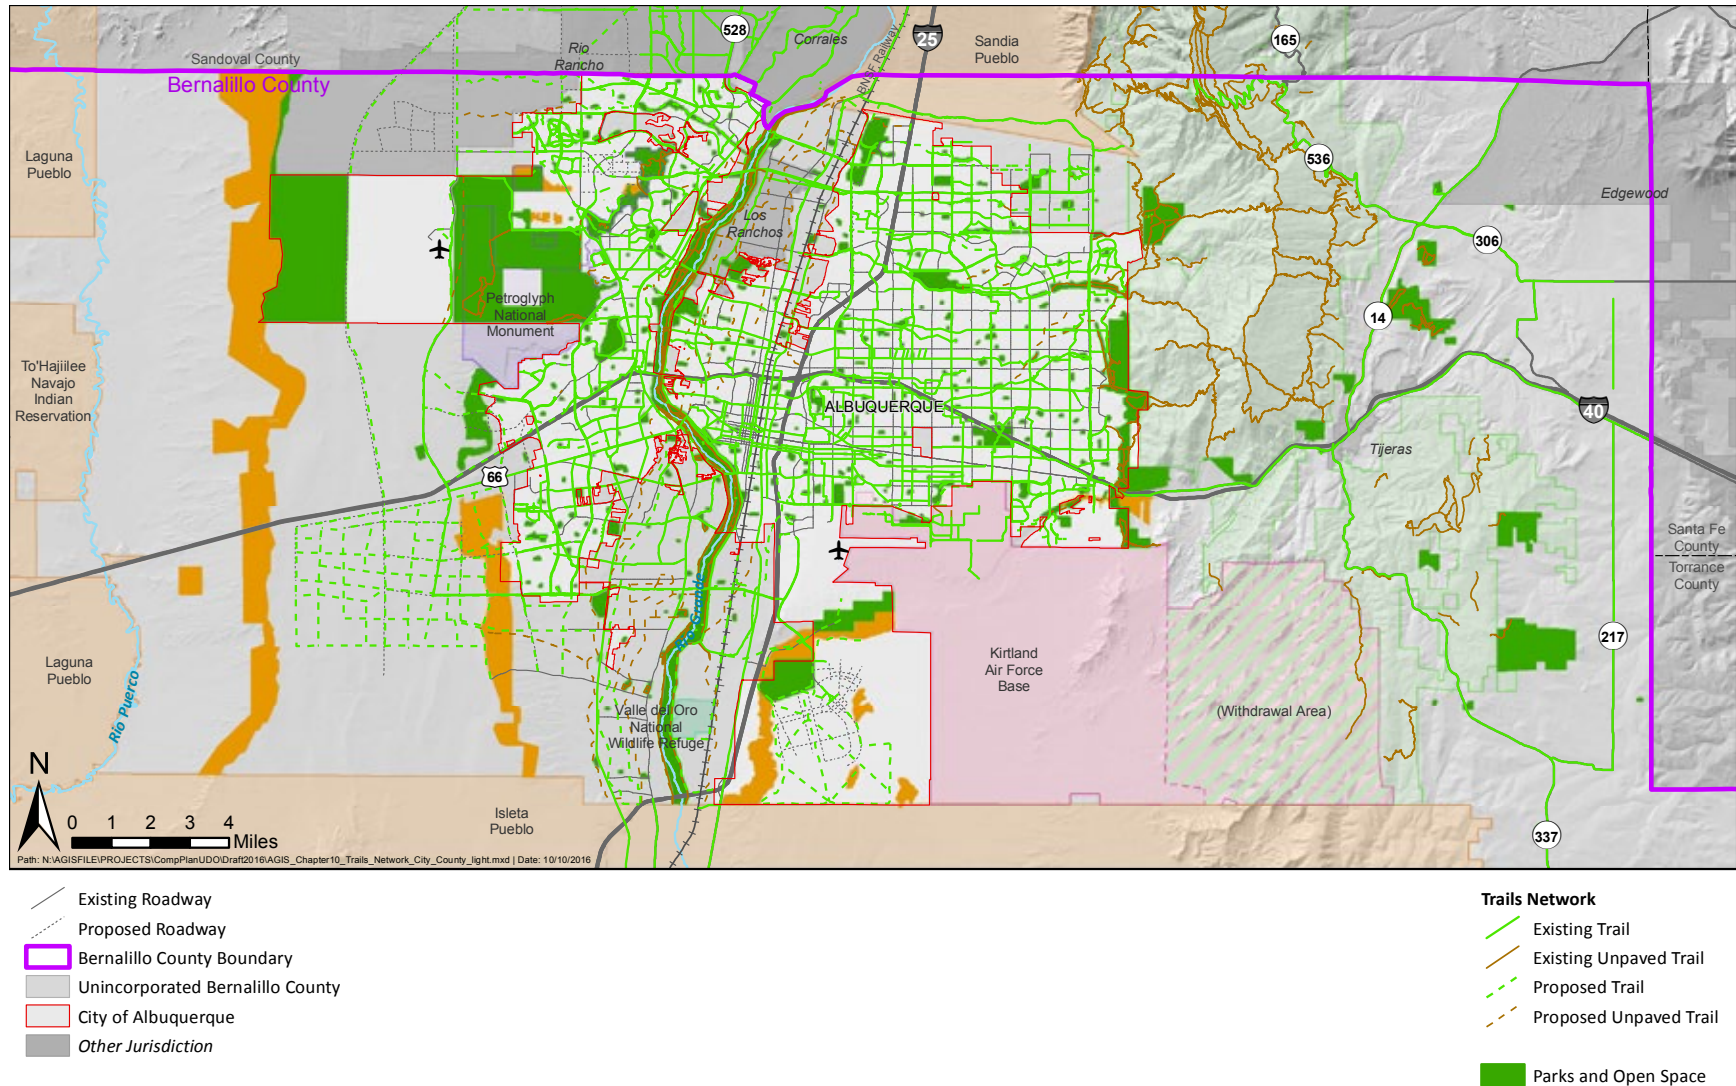 528
Corrales
165
Rio
Rancho
BNSF Railway
25
Sandia
Pueblo
Sandoval County
Bernalillo County
Laguna
Pueblo
536
Edgewood
Los
Ranchos
306
Petroglyph
National
Monument
14
To'Hajiilee
Navajo
Indian
Reservation
ALBUQUERQUE
40
Tijeras
66
Santa Fe
County
Torrance
County
Rio Grande
217
Laguna
Pueblo
Kirtland
Air Force
Base
Rio Puerco
Valle del Oro
National
Wildlife Refuge
(Withdrawal Area)
N
Isleta
Pueblo
337
0 1 2 3 4
Miles
Path: N:\AGISFILE\PROJECTS\CompPlanUDO\Draft2016\AGIS_Chapter10_Trails_Network_City_County_light.mxd | Date: 10/10/2016
Existing Roadway
Proposed Roadway
Bernalillo County Boundary
Unincorporated Bernalillo County
City of Albuquerque
Other Jurisdiction
Trails Network
Existing Trail
Existing Unpaved Trail
Proposed Trail
Proposed Unpaved Trail
Parks and Open Space